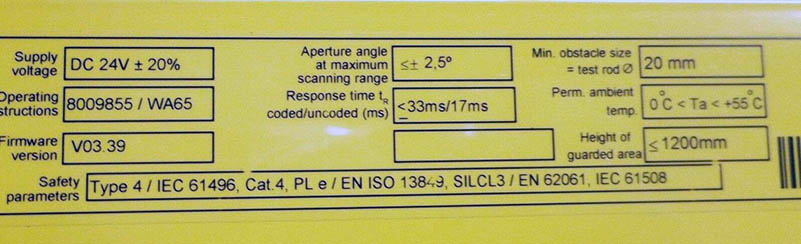 Supply voltage DC 24V ± 20%
Aperture angle at maximum scanning range ≤± 2,5°
Min. obstacle size = test rod Ø 20 mm
Operating structions 8009855 / WA65
Response time tR coded/uncoded (ms) ≤33ms/17ms
Perm. ambient temp. 0°C < Ta < +55°C
Firmware version V03.39
Height of guarded area ≤ 1200mm
Safety parameters Type 4 / IEC 61496, Cat.4, PL e / EN ISO 13849, SILCL3 / EN 62061, IEC 61508